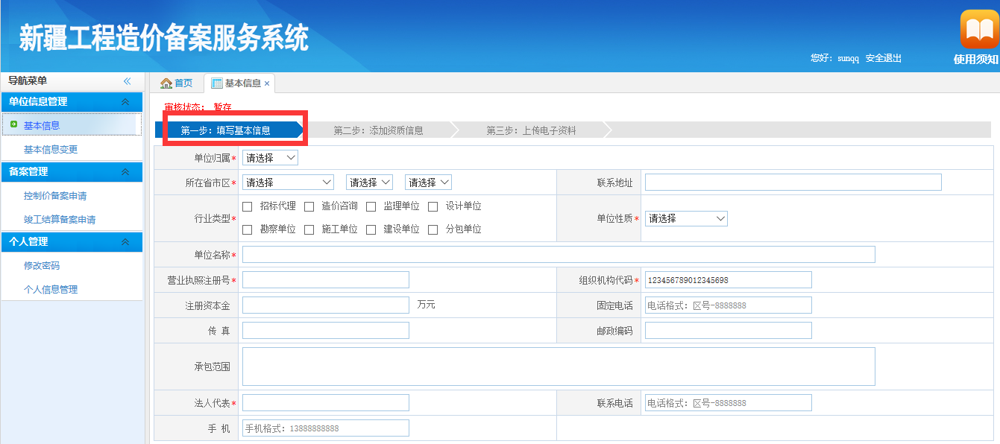 新疆工程造价备案服务系统
您好: sunqq 安全退出
使用须知
导航菜单
首页 基本信息
单位信息管理
基本信息
基本信息变更
备案管理
控制价备案申请
竣工结算备案申请
个人管理
修改密码
个人信息管理
审核状态: 暂存
第一步: 填写基本信息 第二步: 添加资质信息 第三步: 上传电子资料
单位归属* 请选择
所在省市区* 请选择 请选择 请选择 联系地址
行业类型* 招标代理 造价咨询 监理单位 设计单位
勘察单位 施工单位 建设单位 分包单位
单位性质* 请选择
单位名称*
营业执照注册号* 组织机构代码* 123456789012345698
注册资本金 万元 固定电话 电话格式: 区号-8888888
传 真 邮政编码
承包范围
法人代表* 联系电话 电话格式: 区号-8888888
手 机 手机格式: 13888888888